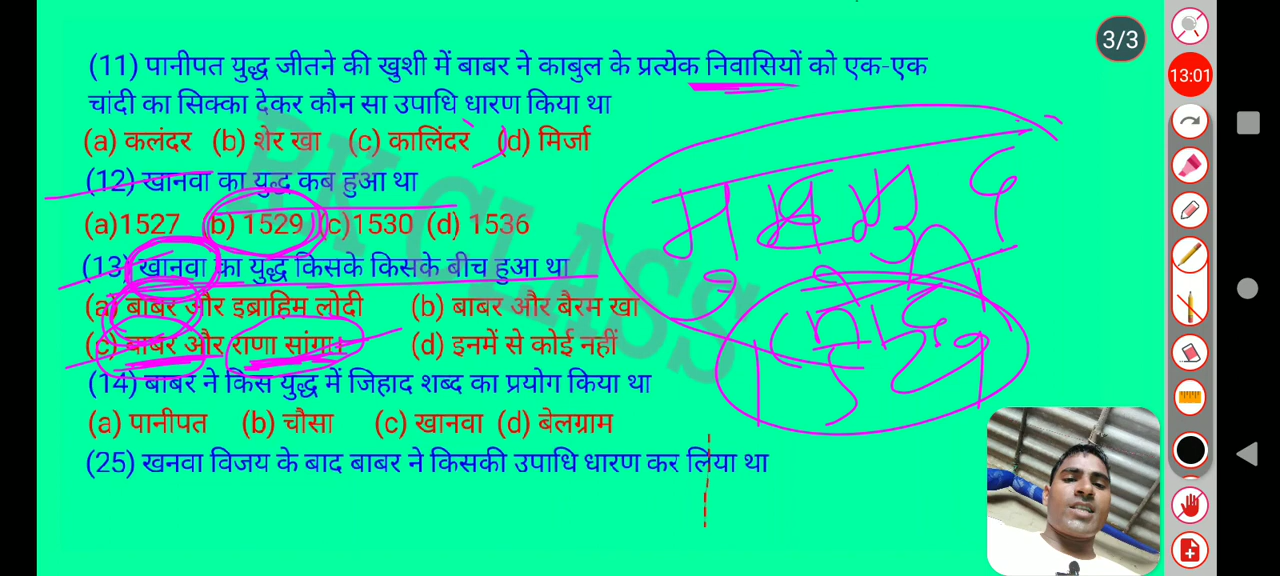 3/3
13:01
(11) पानीपत युद्ध जीतने की खुशी में बाबर ने काबुल के प्रत्येक निवासियों को एक-एक
चांदी का सिक्का देकर कौन सा उपाधि धारण किया था
(a) कलंदर (b) शेर खा (c) कालिंदर (d) मिर्जा
(12) खानवा का युद्ध कब हुआ था
(a)1527 (b) 1529 (c)1530 (d) 1536
(13) खानवा का युद्ध किसके किसके बीच हुआ था
(a) बाबर और इब्राहिम लोदी (b) बाबर और बैरम खा
(c) बाबर और राणा सांगा। (d) इनमें से कोई नहीं
(14) बाबर ने किस युद्ध में जिहाद शब्द का प्रयोग किया था
(a) पानीपत (b) चौसा (c) खानवा (d) बेलग्राम
(25) खनवा विजय के बाद बाबर ने किसकी उपाधि धारण कर लिया था
RK CLASS